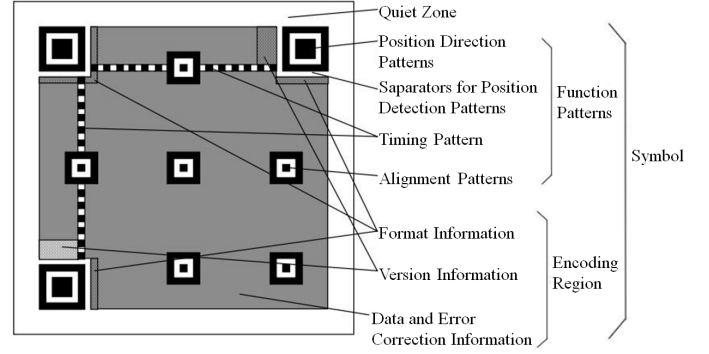 Quiet Zone
Position Direction
Patterns
Saparators for Position
Detection Patterns
Timing Pattern
Alignment Patterns
Format Information
Version Information
Data and Error
Correction Information
Function
Patterns
Encoding
Region
Symbol